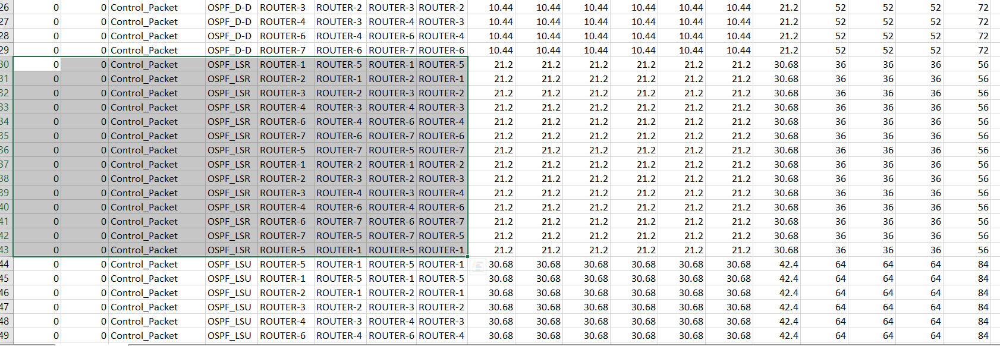 26 0 0 Control_Packet OSPF_D-D ROUTER-3 ROUTER-2 ROUTER-3 ROUTER-2 10.44 10.44 10.44 10.44 10.44 10.44 21.2 52 52 52 72
27 0 0 Control_Packet OSPF_D-D ROUTER-4 ROUTER-3 ROUTER-4 ROUTER-3 10.44 10.44 10.44 10.44 10.44 10.44 21.2 52 52 52 72
28 0 0 Control_Packet OSPF_D-D ROUTER-6 ROUTER-4 ROUTER-6 ROUTER-4 10.44 10.44 10.44 10.44 10.44 10.44 21.2 52 52 52 72
29 0 0 Control_Packet OSPF_D-D ROUTER-7 ROUTER-6 ROUTER-7 ROUTER-6 10.44 10.44 10.44 10.44 10.44 10.44 21.2 52 52 52 72
30 0 0 Control_Packet OSPF_LSR ROUTER-1 ROUTER-5 ROUTER-1 ROUTER-5 21.2 21.2 21.2 21.2 21.2 21.2 30.68 36 36 36 56
31 0 0 Control_Packet OSPF_LSR ROUTER-2 ROUTER-1 ROUTER-2 ROUTER-1 21.2 21.2 21.2 21.2 21.2 21.2 30.68 36 36 36 56
32 0 0 Control_Packet OSPF_LSR ROUTER-3 ROUTER-2 ROUTER-3 ROUTER-2 21.2 21.2 21.2 21.2 21.2 21.2 30.68 36 36 36 56
33 0 0 Control_Packet OSPF_LSR ROUTER-4 ROUTER-3 ROUTER-4 ROUTER-3 21.2 21.2 21.2 21.2 21.2 21.2 30.68 36 36 36 56
34 0 0 Control_Packet OSPF_LSR ROUTER-6 ROUTER-4 ROUTER-6 ROUTER-4 21.2 21.2 21.2 21.2 21.2 21.2 30.68 36 36 36 56
35 0 0 Control_Packet OSPF_LSR ROUTER-7 ROUTER-6 ROUTER-7 ROUTER-6 21.2 21.2 21.2 21.2 21.2 21.2 30.68 36 36 36 56
36 0 0 Control_Packet OSPF_LSR ROUTER-5 ROUTER-7 ROUTER-5 ROUTER-7 21.2 21.2 21.2 21.2 21.2 21.2 30.68 36 36 36 56
37 0 0 Control_Packet OSPF_LSR ROUTER-1 ROUTER-2 ROUTER-1 ROUTER-2 21.2 21.2 21.2 21.2 21.2 21.2 30.68 36 36 36 56
38 0 0 Control_Packet OSPF_LSR ROUTER-2 ROUTER-3 ROUTER-2 ROUTER-3 21.2 21.2 21.2 21.2 21.2 21.2 30.68 36 36 36 56
39 0 0 Control_Packet OSPF_LSR ROUTER-3 ROUTER-4 ROUTER-3 ROUTER-4 21.2 21.2 21.2 21.2 21.2 21.2 30.68 36 36 36 56
40 0 0 Control_Packet OSPF_LSR ROUTER-4 ROUTER-6 ROUTER-4 ROUTER-6 21.2 21.2 21.2 21.2 21.2 21.2 30.68 36 36 36 56
41 0 0 Control_Packet OSPF_LSR ROUTER-6 ROUTER-7 ROUTER-6 ROUTER-7 21.2 21.2 21.2 21.2 21.2 21.2 30.68 36 36 36 56
42 0 0 Control_Packet OSPF_LSR ROUTER-7 ROUTER-5 ROUTER-7 ROUTER-5 21.2 21.2 21.2 21.2 21.2 21.2 30.68 36 36 36 56
43 0 0 Control_Packet OSPF_LSR ROUTER-5 ROUTER-1 ROUTER-5 ROUTER-1 21.2 21.2 21.2 21.2 21.2 21.2 30.68 36 36 36 56
44 0 0 Control_Packet OSPF_LSU ROUTER-5 ROUTER-1 ROUTER-5 ROUTER-1 30.68 30.68 30.68 30.68 30.68 30.68 42.4 64 64 64 84
45 0 0 Control_Packet OSPF_LSU ROUTER-1 ROUTER-5 ROUTER-1 ROUTER-5 30.68 30.68 30.68 30.68 30.68 30.68 42.4 64 64 64 84
46 0 0 Control_Packet OSPF_LSU ROUTER-2 ROUTER-1 ROUTER-2 ROUTER-1 30.68 30.68 30.68 30.68 30.68 30.68 42.4 64 64 64 84
47 0 0 Control_Packet OSPF_LSU ROUTER-3 ROUTER-2 ROUTER-3 ROUTER-2 30.68 30.68 30.68 30.68 30.68 30.68 42.4 64 64 64 84
48 0 0 Control_Packet OSPF_LSU ROUTER-4 ROUTER-3 ROUTER-4 ROUTER-3 30.68 30.68 30.68 30.68 30.68 30.68 42.4 64 64 64 84
49 0 0 Control_Packet OSPF_LSU ROUTER-6 ROUTER-4 ROUTER-6 ROUTER-4 30.68 30.68 30.68 30.68 30.68 30.68 42.4 64 64 64 84